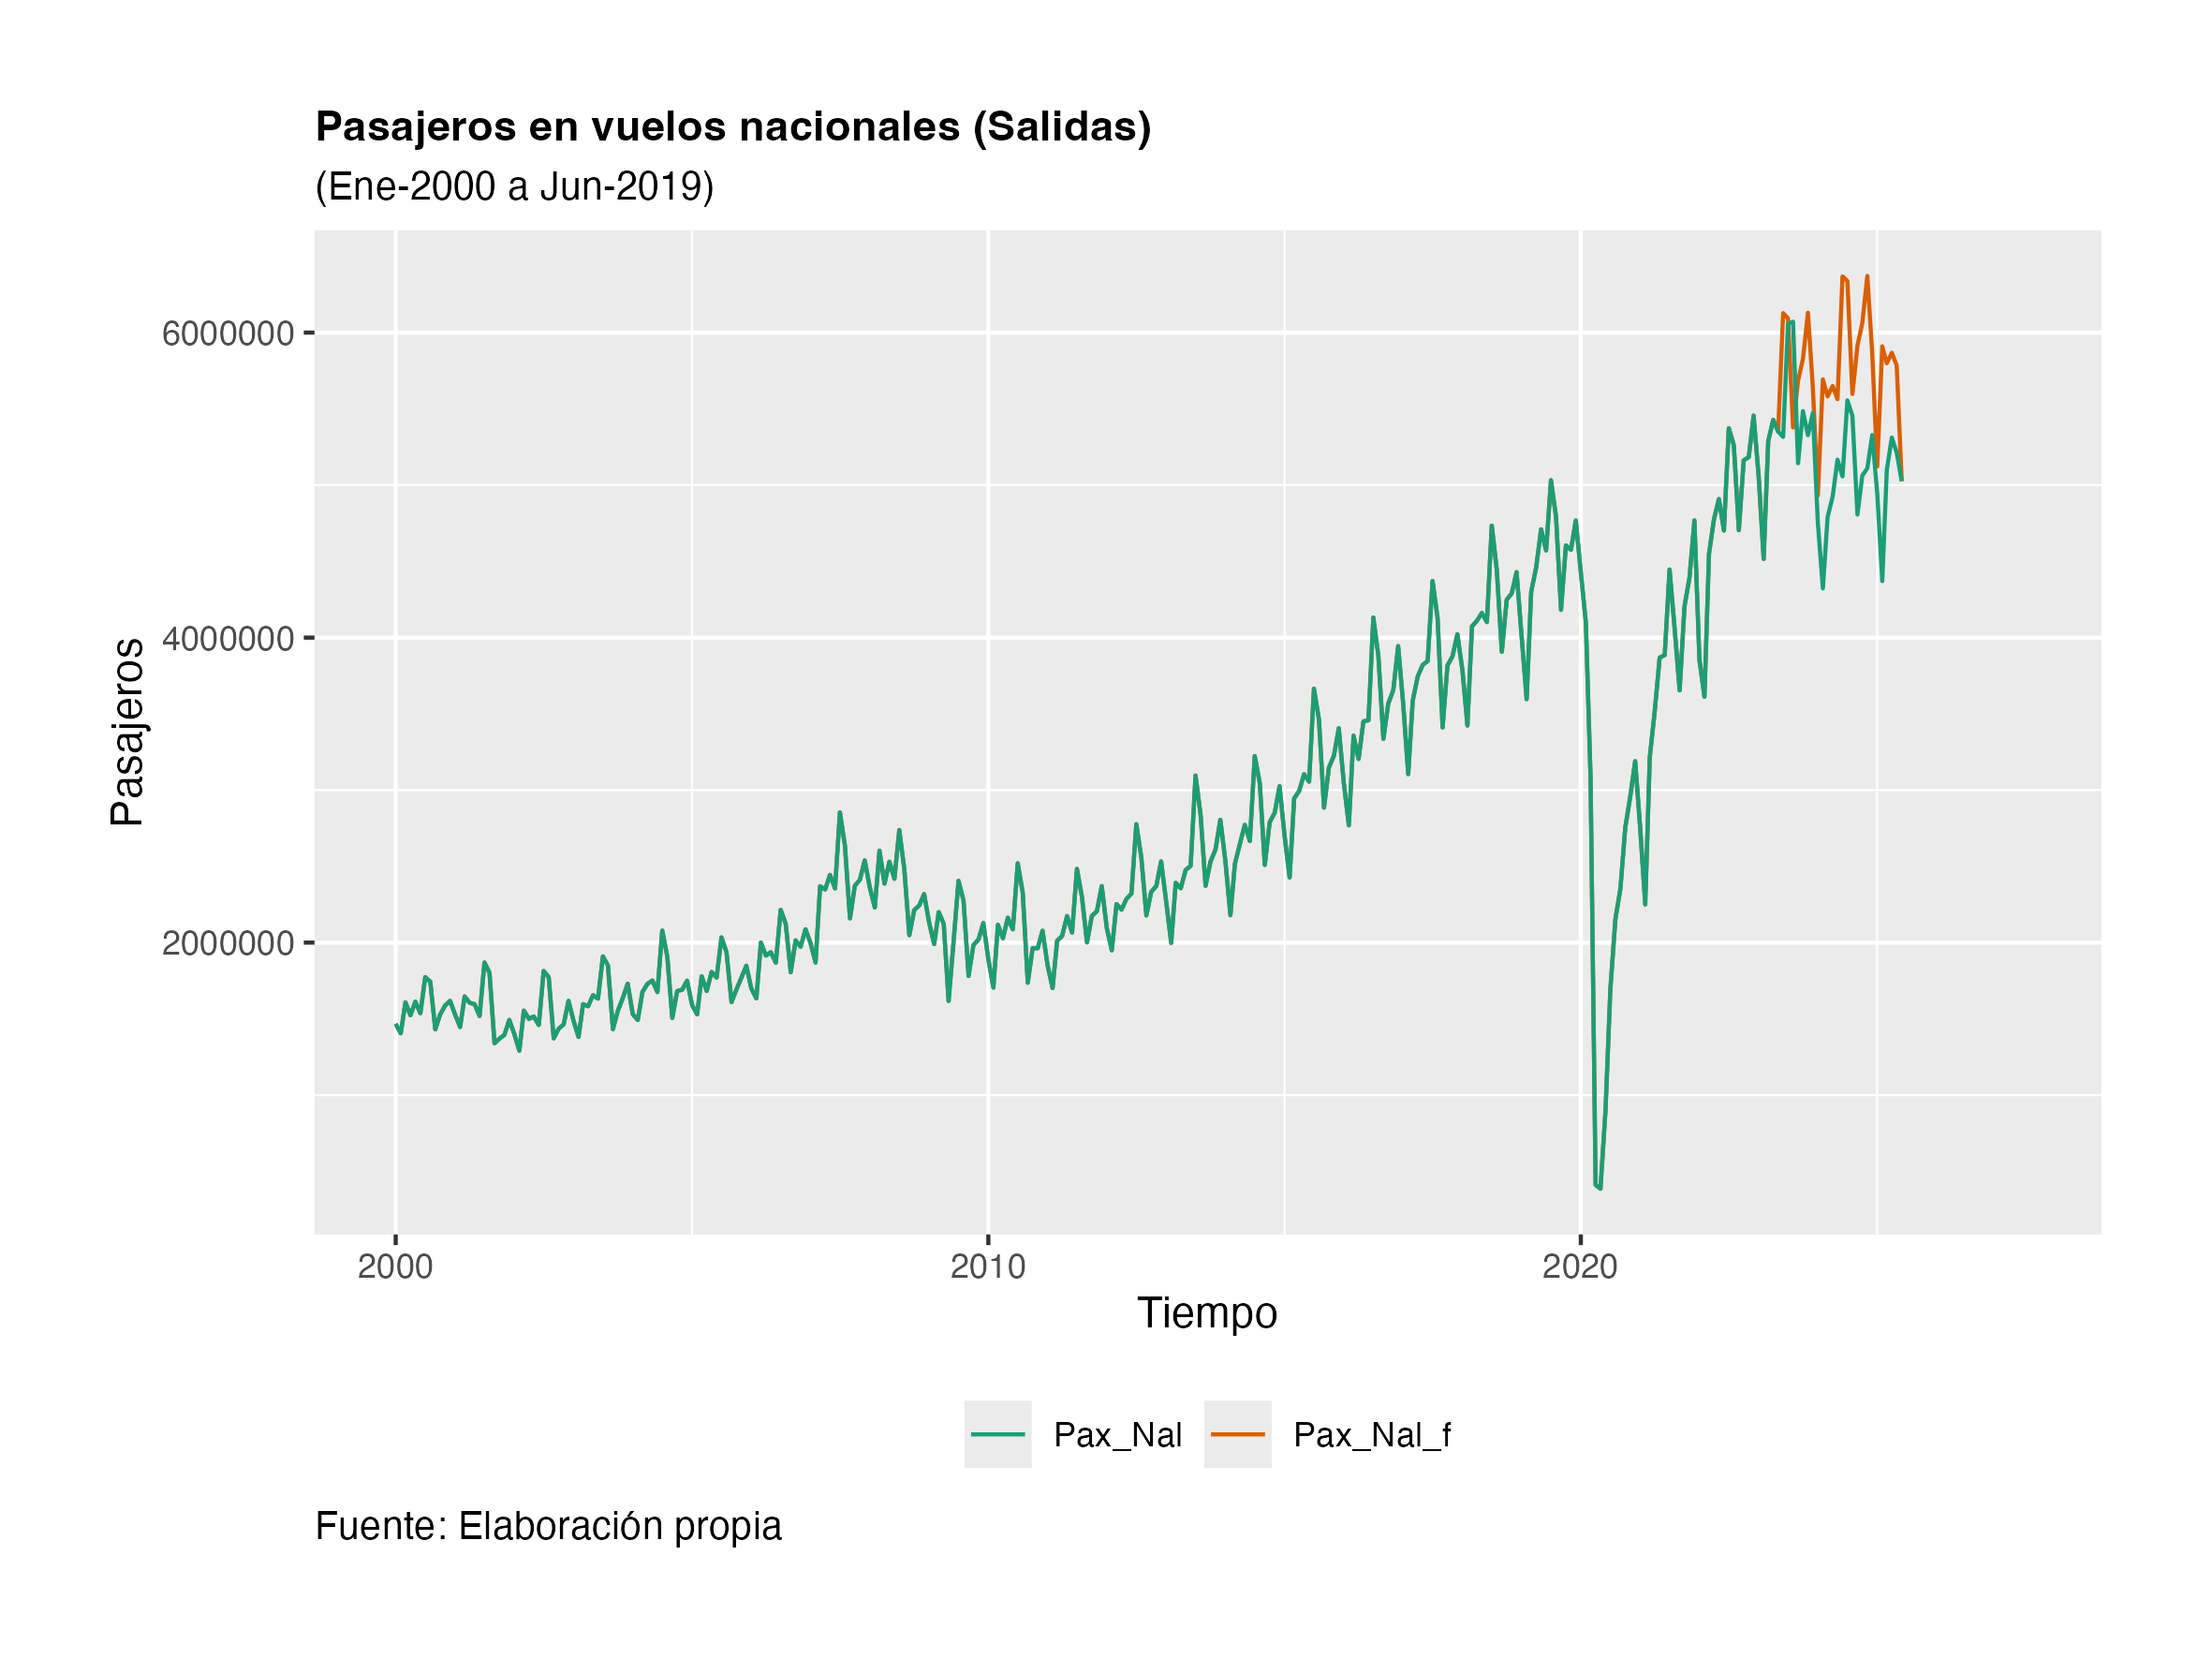 Pasajeros en vuelos nacionales (Salidas)
(Ene-2000 a Jun-2019)
Pasajeros
6000000
4000000
2000000
2000
2010
2020
Tiempo
Pax_Nal
Pax_Nal_f
Fuente: Elaboración propia